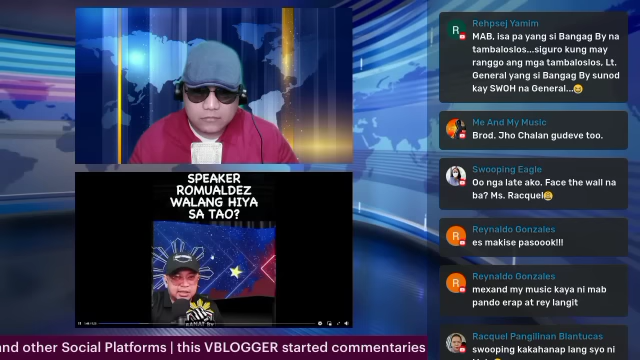 SPEAKER
ROMUALDEZ
WALANG HIYA
SA TAO?
Rehpsej Yamim
MAB, isa pa yang si Bangag By na
tambaloslos...siguro kung may
ranggo ang mga tambaloslos, Lt.
General yang si Bangag By sunod
kay SWOH na General...😆
Me And My Music
Brod. Jho Chalan gudeve too.
Swooping Eagle
Oo nga late ako. Face the wall na
ba? Ms. Racquel😩
Reynaldo Gonzales
es makise pasoook!!!
Reynaldo Gonzales
mexand my music kaya ni mab
pando erap at rey langit
Racquel Pangilinan Blantucas
swooping kakahanap lang syo ni
and other Social Platforms | this VBLOGGER started commentaries